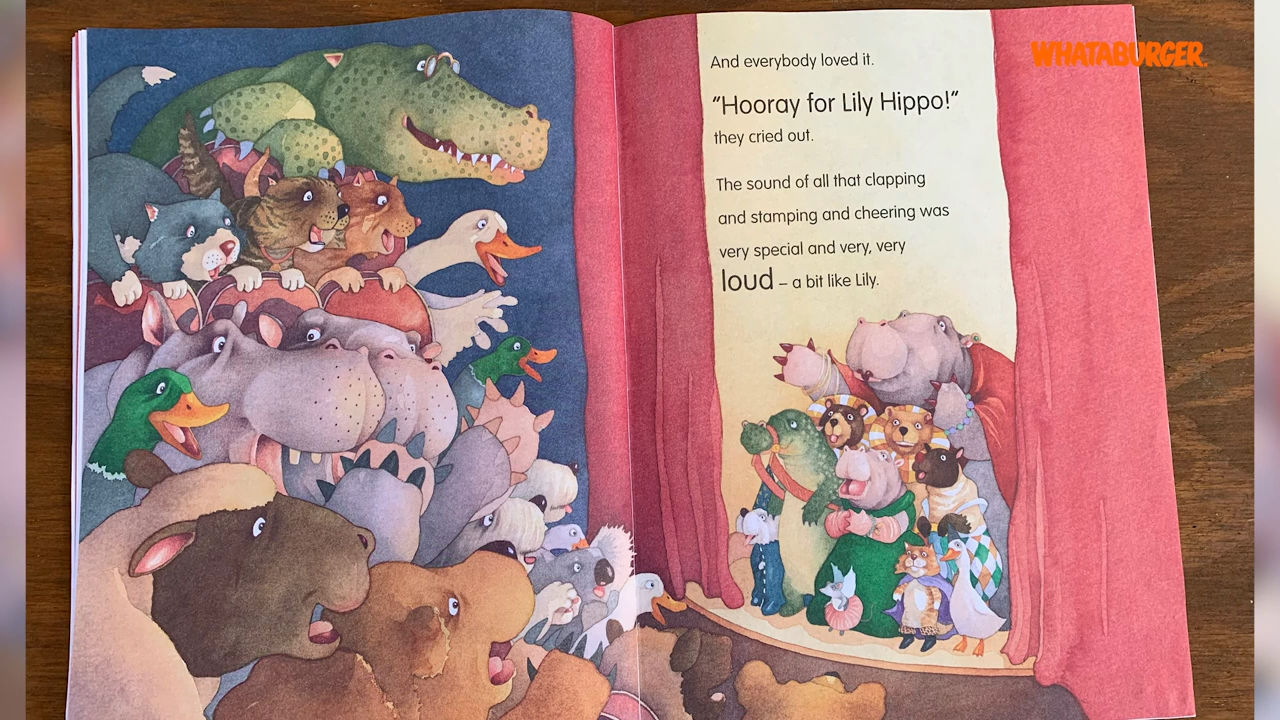 WHATABURGER.
And everybody loved it.
“Hooray for Lily Hippo!”
they cried out.
The sound of all that clapping
and stamping and cheering was
very special and very, very
loud – a bit like Lily.